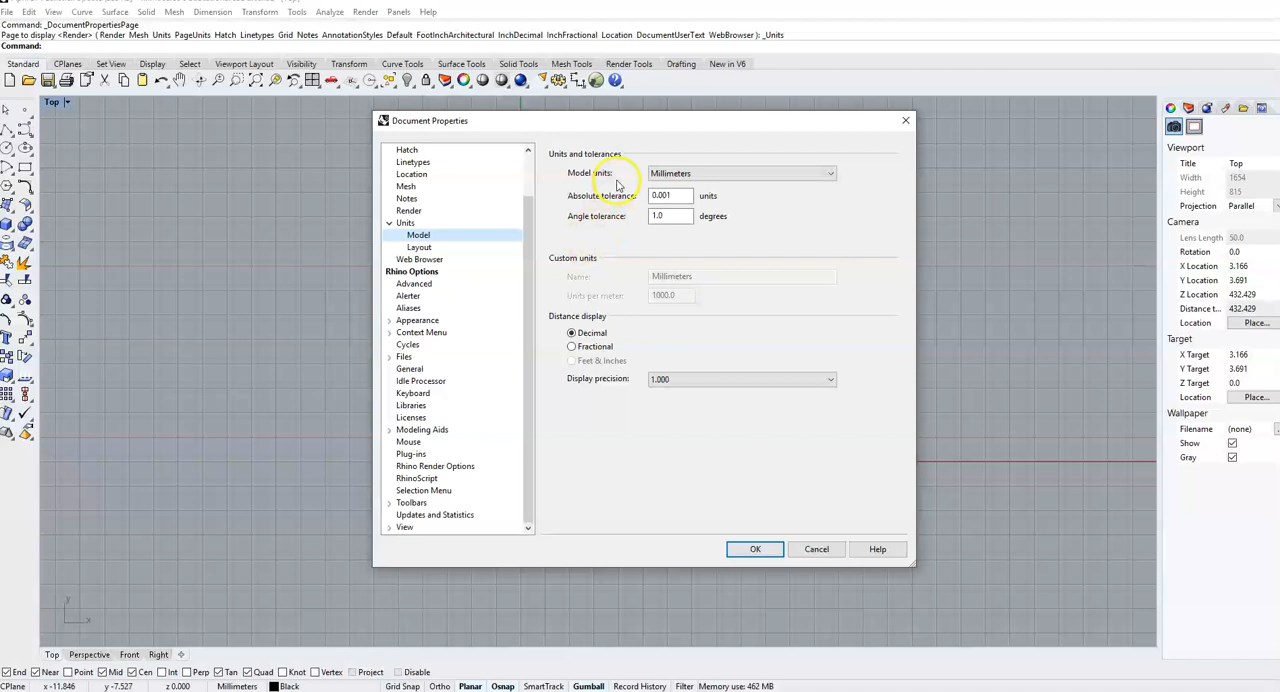 File Edit View Curve Surface Solid Mesh Dimension Transform Tools Analyze Render Panels Help
Command: _DocumentPropertiesPage
Page to display <Render> ( Render Mesh Units PageUnits Hatch Linetypes Grid Notes AnnotationStyles Default FootInchArchitectural InchDecimal InchFractional Location DocumentUserText WebBrowser ): _Units
Command:
Standard CPlanes Set View Display Select Viewport Layout Visibility Transform Curve Tools Surface Tools Solid Tools Mesh Tools Render Tools Drafting New in V6
Top
Document Properties
Hatch
Linetypes
Location
Mesh
Notes
Render
Units
Model
Layout
Web Browser
Rhino Options
Advanced
Alerter
Aliases
Appearance
Context Menu
Cycles
Files
General
Idle Processor
Keyboard
Libraries
Licenses
Modeling Aids
Mouse
Plug-ins
Rhino Render Options
RhinoScript
Selection Menu
Toolbars
Updates and Statistics
View
Units and tolerances
Model units: Millimeters
Absolute tolerance: 0.001 units
Angle tolerance: 1.0 degrees
Custom units
Name: Millimeters
Units per meter: 1000.0
Distance display
Decimal
Fractional
Feet & Inches
Display precision: 1.000
OK Cancel Help
Viewport
Title Top
Width 1654
Height 815
Projection Parallel
Camera
Lens Length 50.0
Rotation 0.0
X Location 3.166
Y Location 3.691
Z Location 432.429
Distance t... 432.429
Location Place...
Target
X Target 3.166
Y Target 3.691
Z Target 0.0
Location Place...
Wallpaper
Filename (none)
Show
Gray
y
x
Top Perspective Front Right
End Near Point Mid Cen Int Perp Tan Quad Knot Vertex Project Disable
CPlane x -11.846 y -7.527 z 0.000 Millimeters Black Grid Snap Ortho Planar Osnap SmartTrack Gumball Record History Filter Memory use: 462 MB